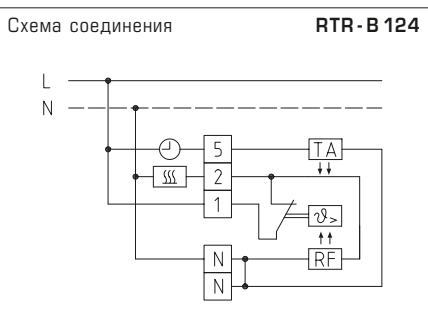 Схема соединения RTR-B 124
L
N
5 TA
2
1 ϑ>
N RF
N